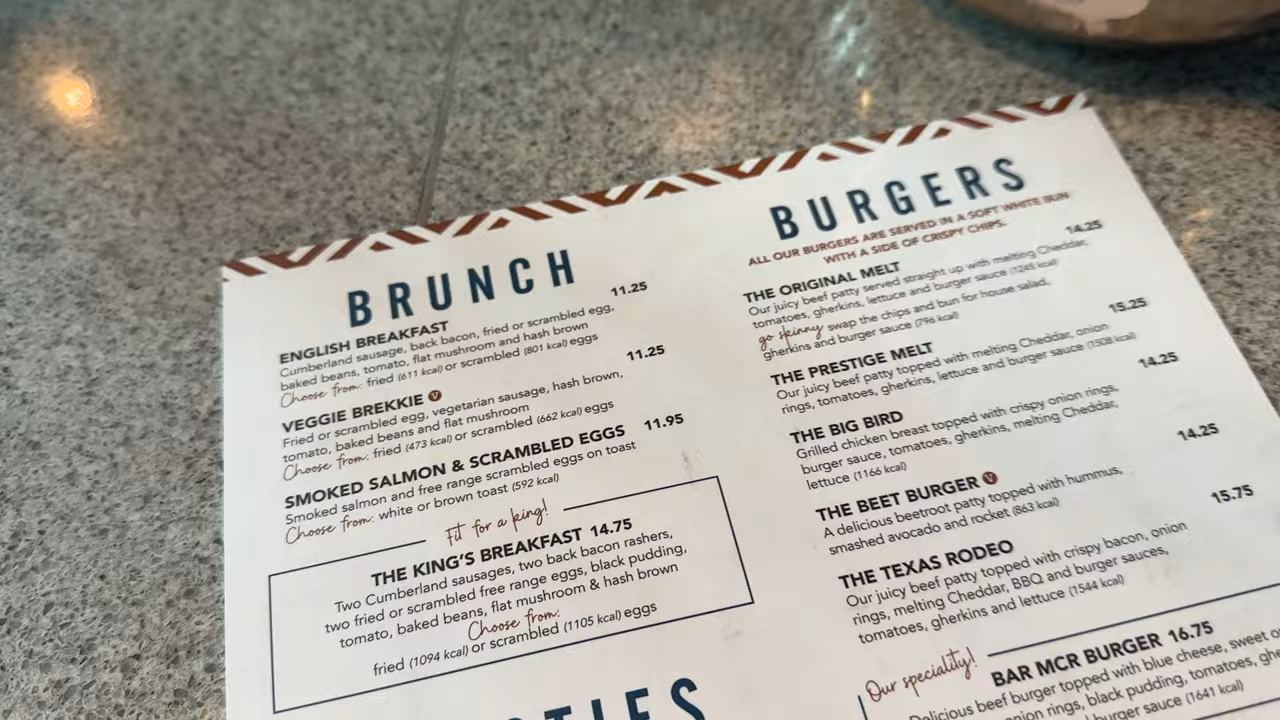 BRUNCH
ENGLISH BREAKFAST 11.25
Cumberland sausage, back bacon, fried or scrambled egg,
baked beans, tomato, flat mushroom and hash brown
Choose from: fried (611 kcal) or scrambled (801 kcal) eggs
VEGGIE BREKKIE V 11.25
Fried or scrambled egg, vegetarian sausage, hash brown,
tomato, baked beans and flat mushroom
Choose from: fried (473 kcal) or scrambled (662 kcal) eggs
SMOKED SALMON & SCRAMBLED EGGS 11.95
Smoked salmon and free range scrambled eggs on toast
Choose from: white or brown toast (592 kcal)
Fit for a king!
THE KING'S BREAKFAST 14.75
Two Cumberland sausages, two back bacon rashers,
two fried or scrambled free range eggs, black pudding,
tomato, baked beans, flat mushroom & hash brown
Choose from:
fried (1094 kcal) or scrambled (1105 kcal) eggs
BURGERS
ALL OUR BURGERS ARE SERVED IN A SOFT WHITE BUN
WITH A SIDE OF CRISPY CHIPS.
THE ORIGINAL MELT 14.25
Our juicy beef patty served straight up with melting Cheddar,
tomatoes, gherkins, lettuce and burger sauce (1245 kcal)
go skinny swap the chips and bun for house salad,
gherkins and burger sauce (796 kcal)
THE PRESTIGE MELT 15.25
Our juicy beef patty topped with melting Cheddar, onion
rings, tomatoes, gherkins, lettuce and burger sauce (1508 kcal)
THE BIG BIRD 14.25
Grilled chicken breast topped with crispy onion rings,
burger sauce, tomatoes, gherkins, melting Cheddar,
lettuce (1166 kcal)
THE BEET BURGER V 14.25
A delicious beetroot patty topped with hummus,
smashed avocado and rocket (863 kcal)
THE TEXAS RODEO 15.75
Our juicy beef patty topped with crispy bacon, onion
rings, melting Cheddar, BBQ and burger sauces,
tomatoes, gherkins and lettuce (1544 kcal)
Our speciality!
BAR MCR BURGER 16.75
Delicious beef burger topped with blue cheese, sweet
onion rings, black pudding, tomatoes,
burger sauce (1641 kcal)